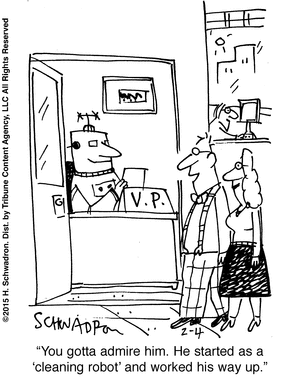 ©2015 H. Schwadron. Dist. by Tribune Content Agency, LLC All Rights Reserved
V.P.
SCHWADRON
2-4
“You gotta admire him. He started as a
‘cleaning robot’ and worked his way up.”